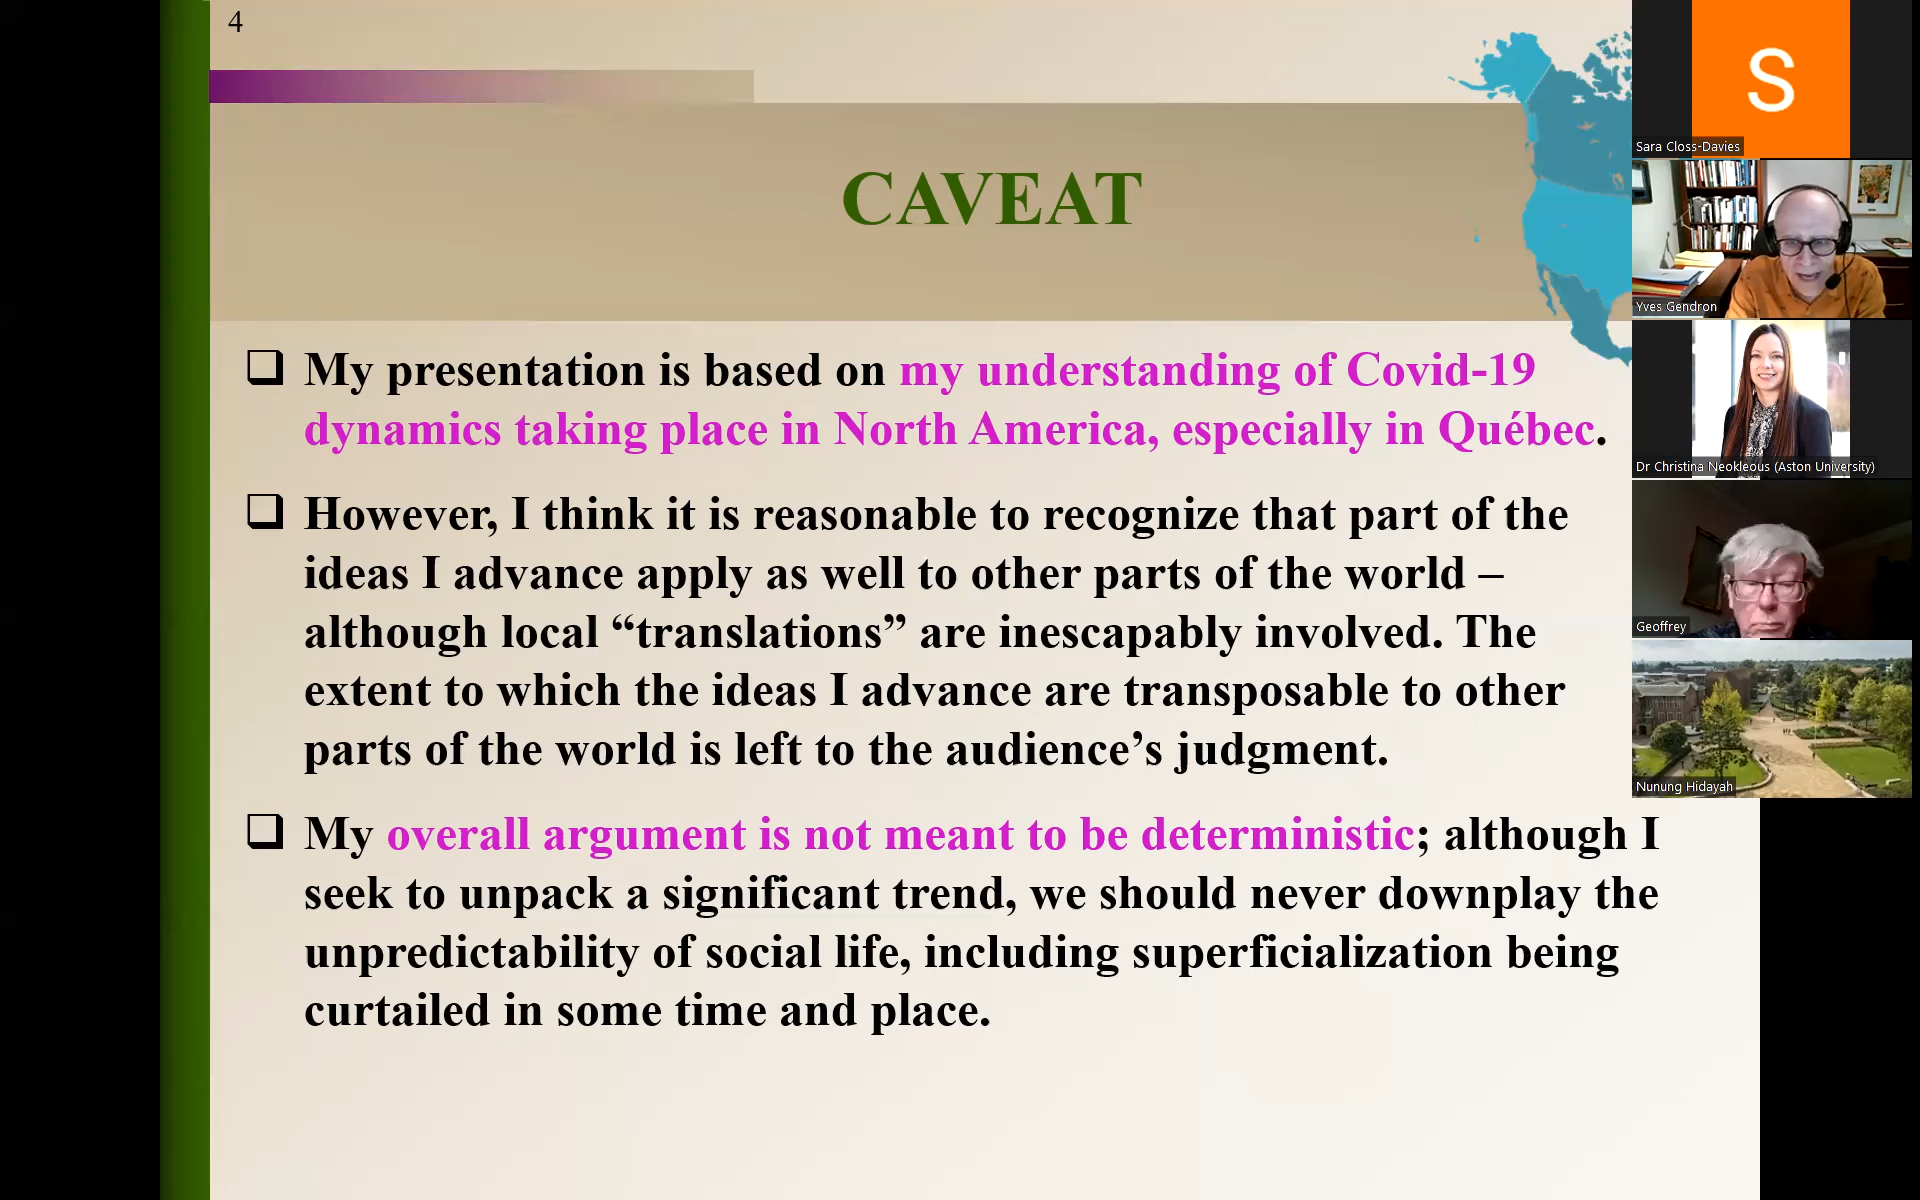 4
CAVEAT
❑ My presentation is based on my understanding of Covid-19
dynamics taking place in North America, especially in Québec.
❑ However, I think it is reasonable to recognize that part of the
ideas I advance apply as well to other parts of the world –
although local “translations” are inescapably involved. The
extent to which the ideas I advance are transposable to other
parts of the world is left to the audience’s judgment.
❑ My overall argument is not meant to be deterministic; although I
seek to unpack a significant trend, we should never downplay the
unpredictability of social life, including superficialization being
curtailed in some time and place.
S
Sara Closs-Davies
Yves Gendron
Dr Christina Neokleous (Aston University)
Geoffrey
Nunung Hidayah